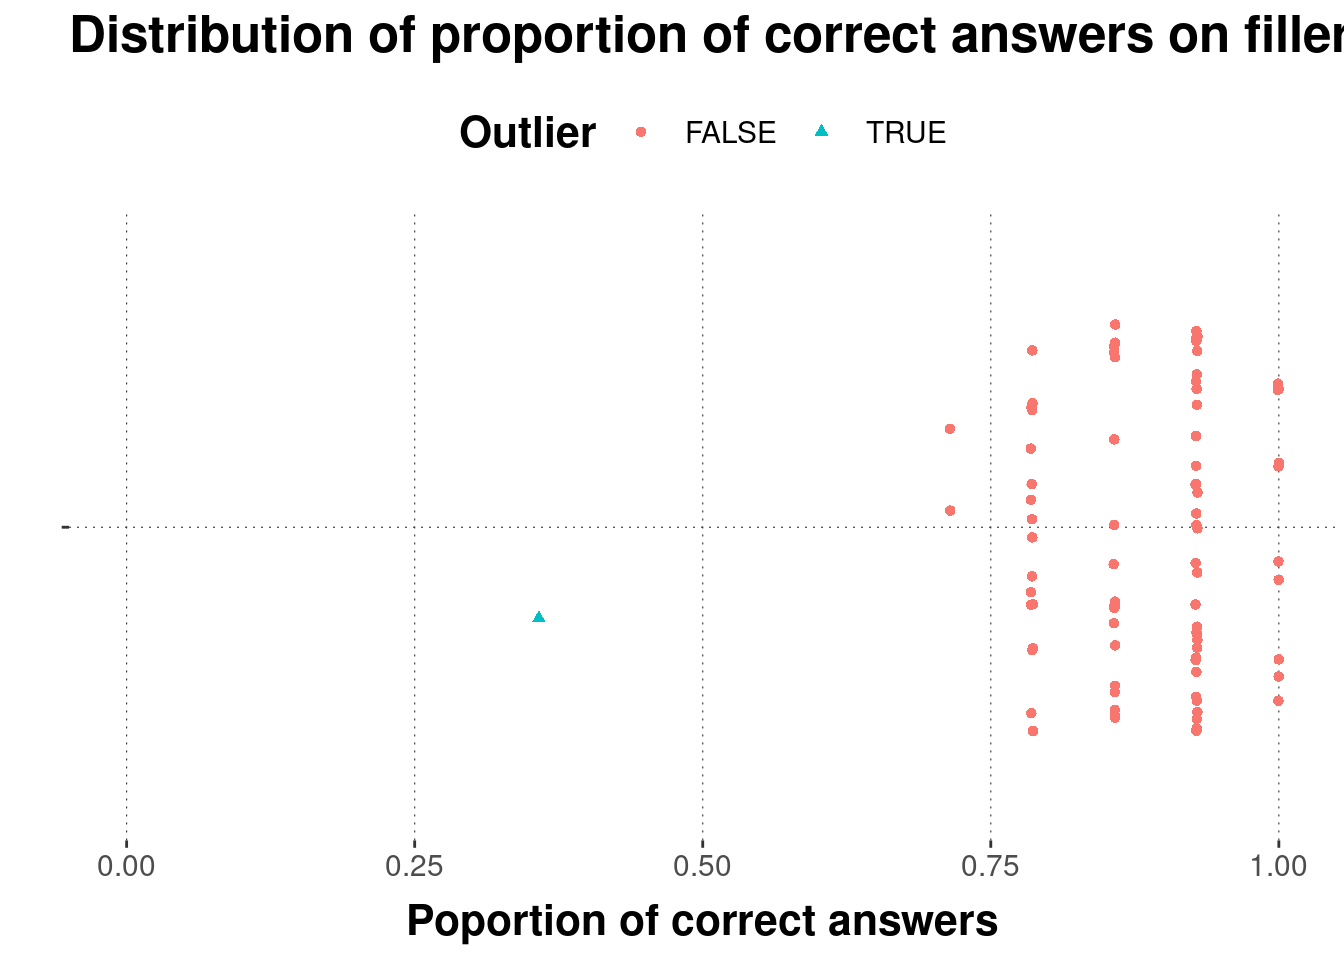 Distribution of proportion of correct answers on filler
Outlier FALSE TRUE
0.00 0.25 0.50 0.75 1.00
Poportion of correct answers